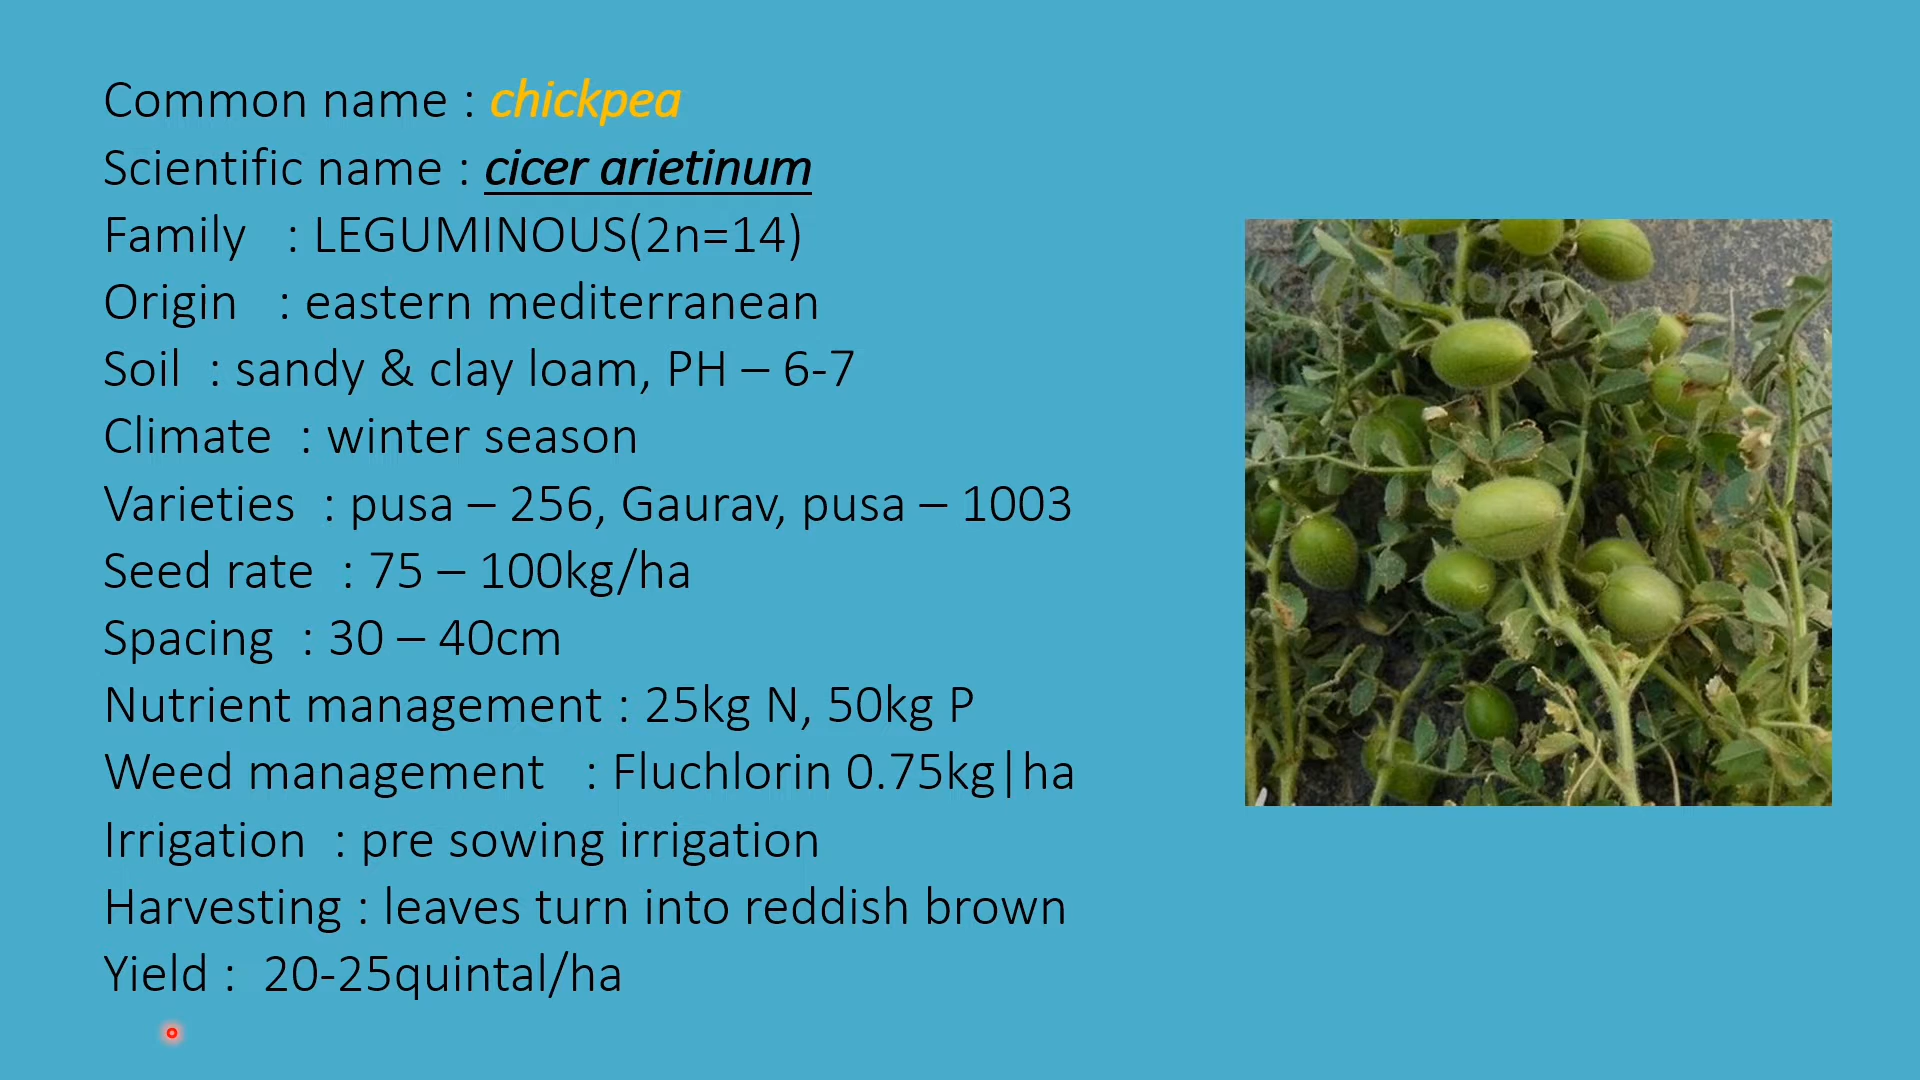 Common name : chickpea
Scientific name : cicer arietinum
Family : LEGUMINOUS(2n=14)
Origin : eastern mediterranean
Soil : sandy & clay loam, PH – 6-7
Climate : winter season
Varieties : pusa – 256, Gaurav, pusa – 1003
Seed rate : 75 – 100kg/ha
Spacing : 30 – 40cm
Nutrient management : 25kg N, 50kg P
Weed management : Fluchlorin 0.75kg|ha
Irrigation : pre sowing irrigation
Harvesting : leaves turn into reddish brown
Yield : 20-25quintal/ha